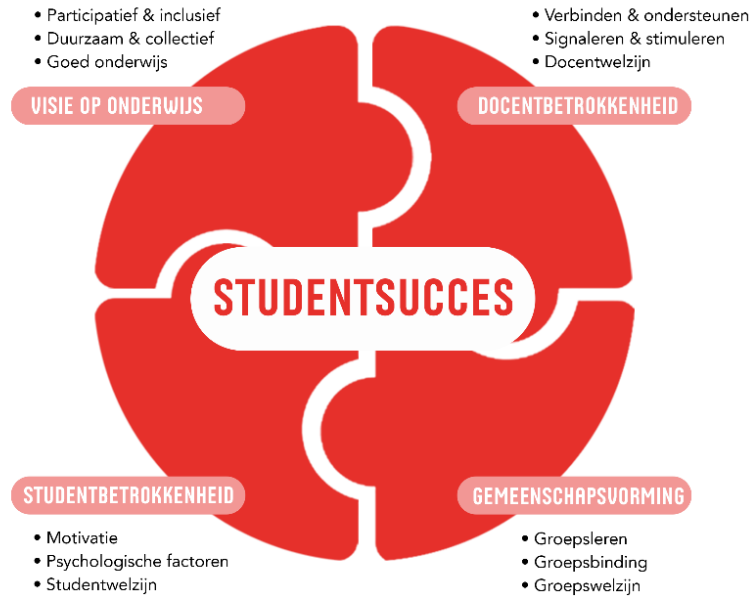 • Participatief & inclusief
• Duurzaam & collectief
• Goed onderwijs
VISIE OP ONDERWIJS
• Verbinden & ondersteunen
• Signaleren & stimuleren
• Docentwelzijn
DOCENTBETROKKENHEID
STUDENTSUCCES
STUDENTBETROKKENHEID
• Motivatie
• Psychologische factoren
• Studentwelzijn
GEMEENSCHAPSVORMING
• Groepsleren
• Groepsbinding
• Groepswelzijn